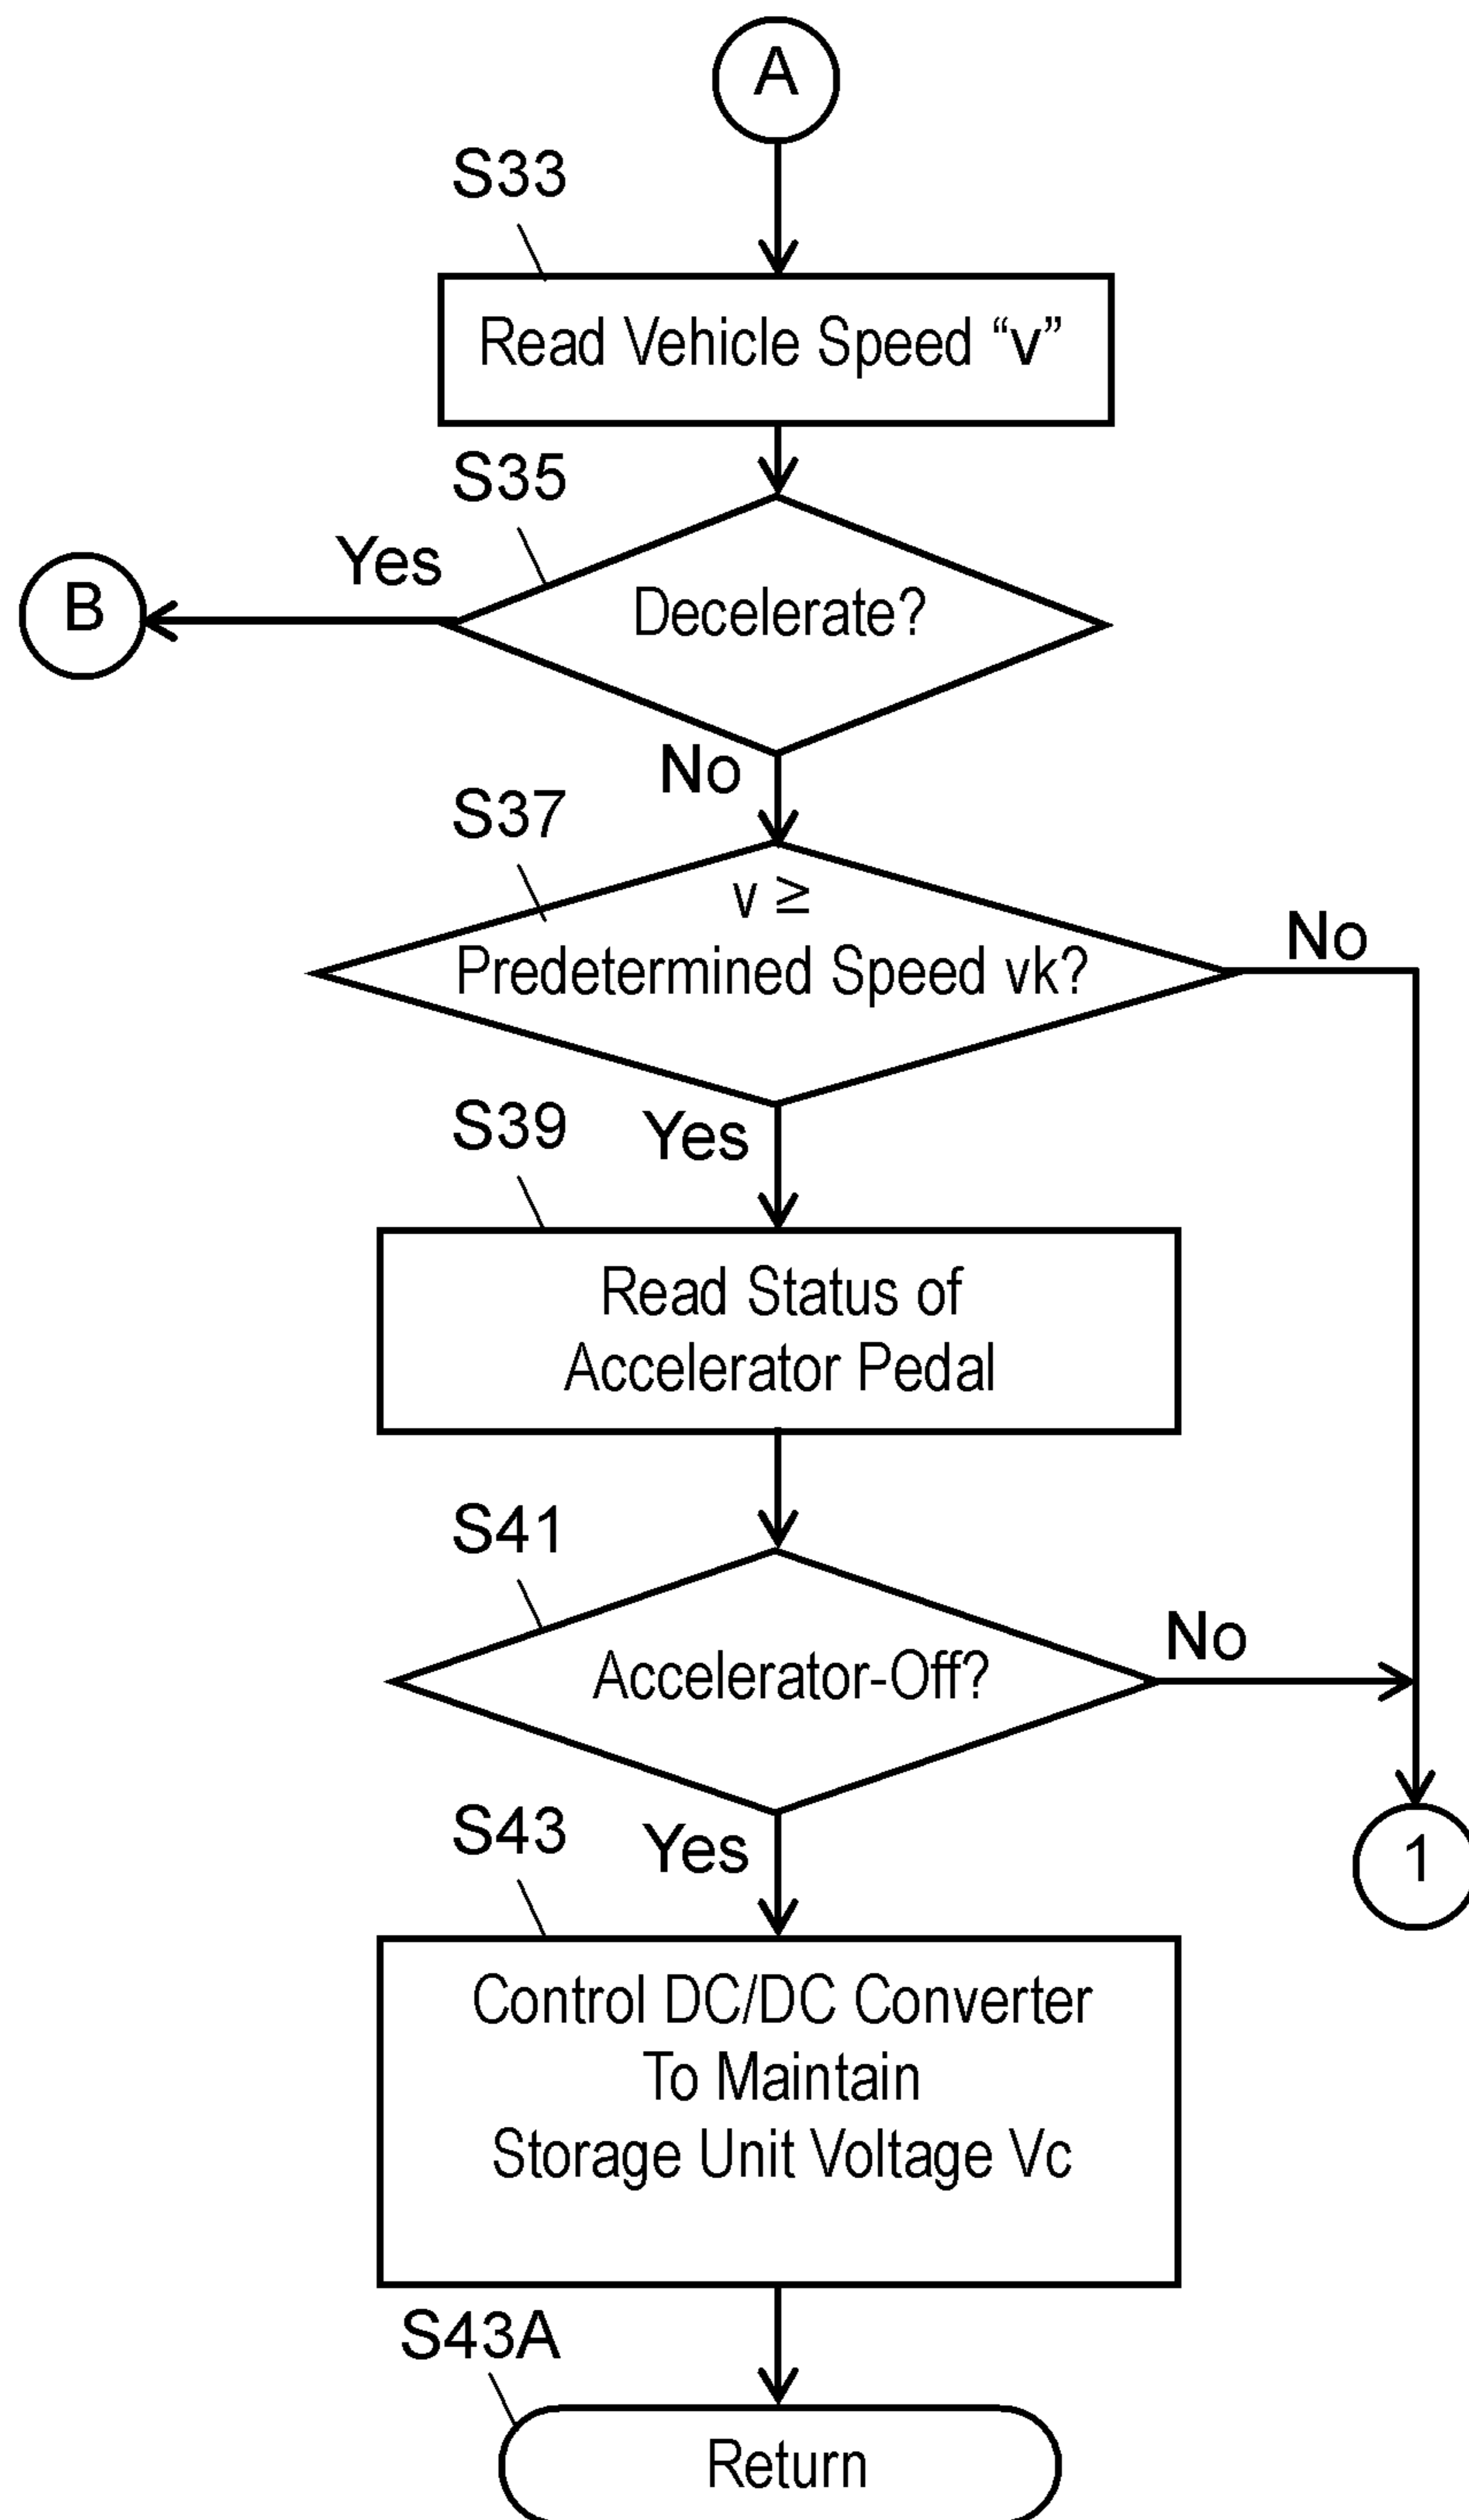 A
S33
Read Vehicle Speed “v”
S35
Yes
B
Decelerate?
No
S37
v ≥
Predetermined Speed vk?
No
S39
Yes
Read Status of
Accelerator Pedal
S41
Accelerator-Off?
No
S43
Yes
1
Control DC/DC Converter
To Maintain
Storage Unit Voltage Vc
S43A
Return